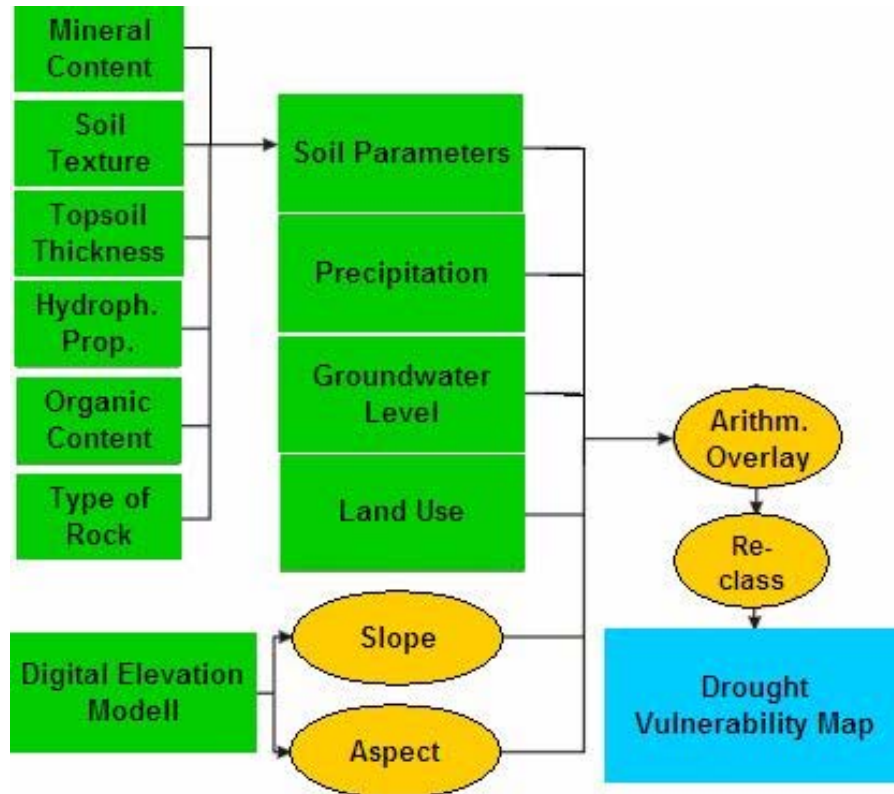 Mineral
Content
Soil
Texture
Topsoil
Thickness
Hydroph.
Prop.
Organic
Content
Type of
Rock
Soil Parameters
Precipitation
Groundwater
Level
Land Use
Digital Elevation
Modell
Slope
Aspect
Arithm.
Overlay
Re-
class
Drought
Vulnerability Map